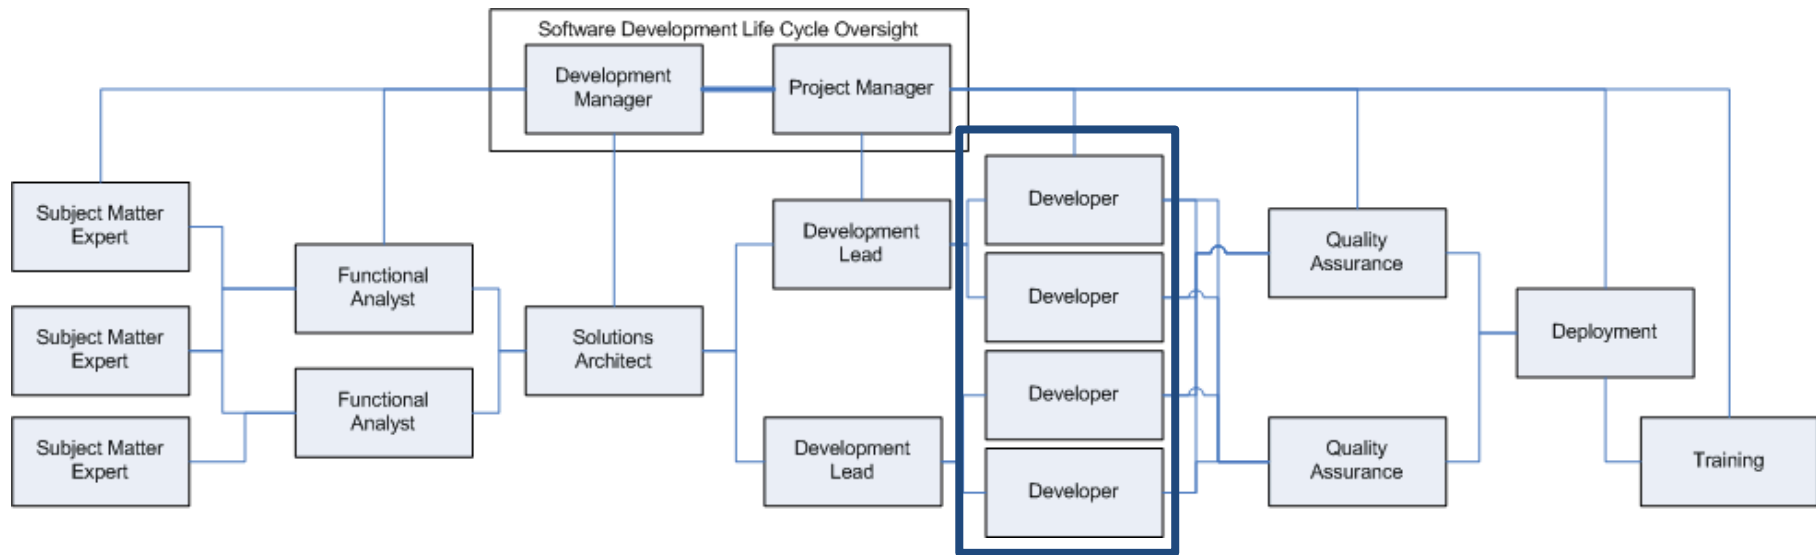 Software Development Life Cycle Oversight
Development
Manager
Project Manager
Subject Matter
Expert
Subject Matter
Expert
Subject Matter
Expert
Functional
Analyst
Functional
Analyst
Solutions
Architect
Development
Lead
Development
Lead
Developer
Developer
Developer
Developer
Quality
Assurance
Quality
Assurance
Deployment
Training